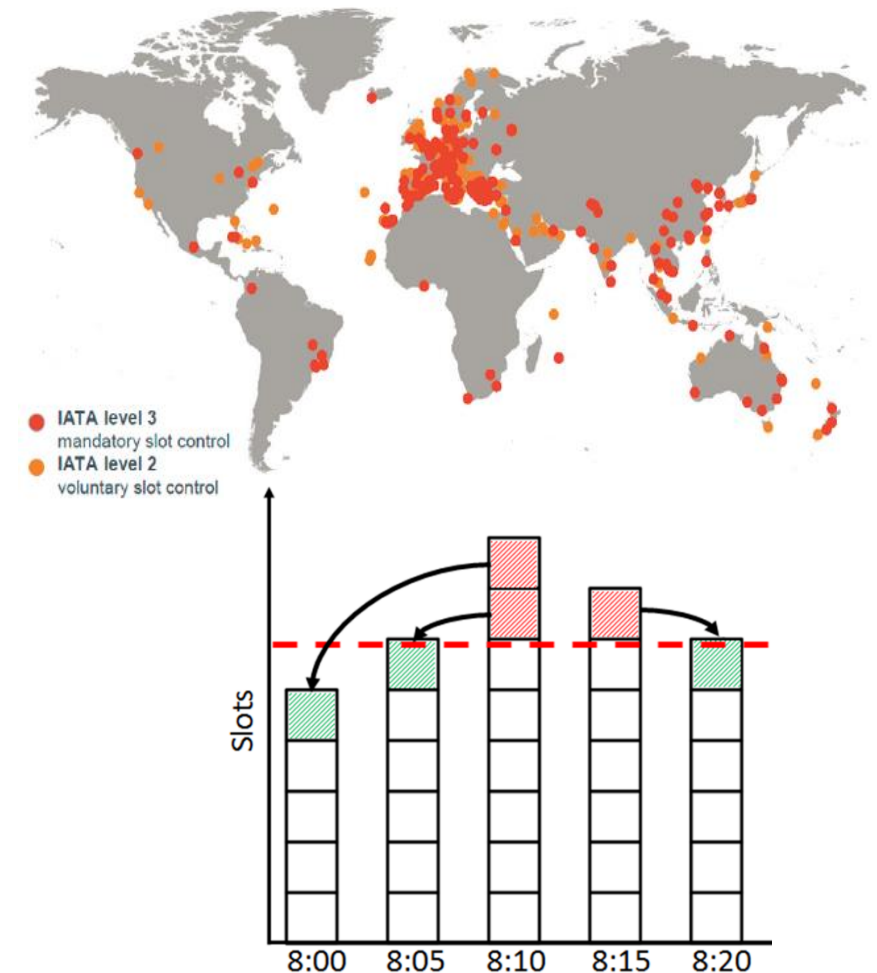 IATA level 3
mandatory slot control
IATA level 2
voluntary slot control
Slots
8:00 8:05 8:10 8:15 8:20